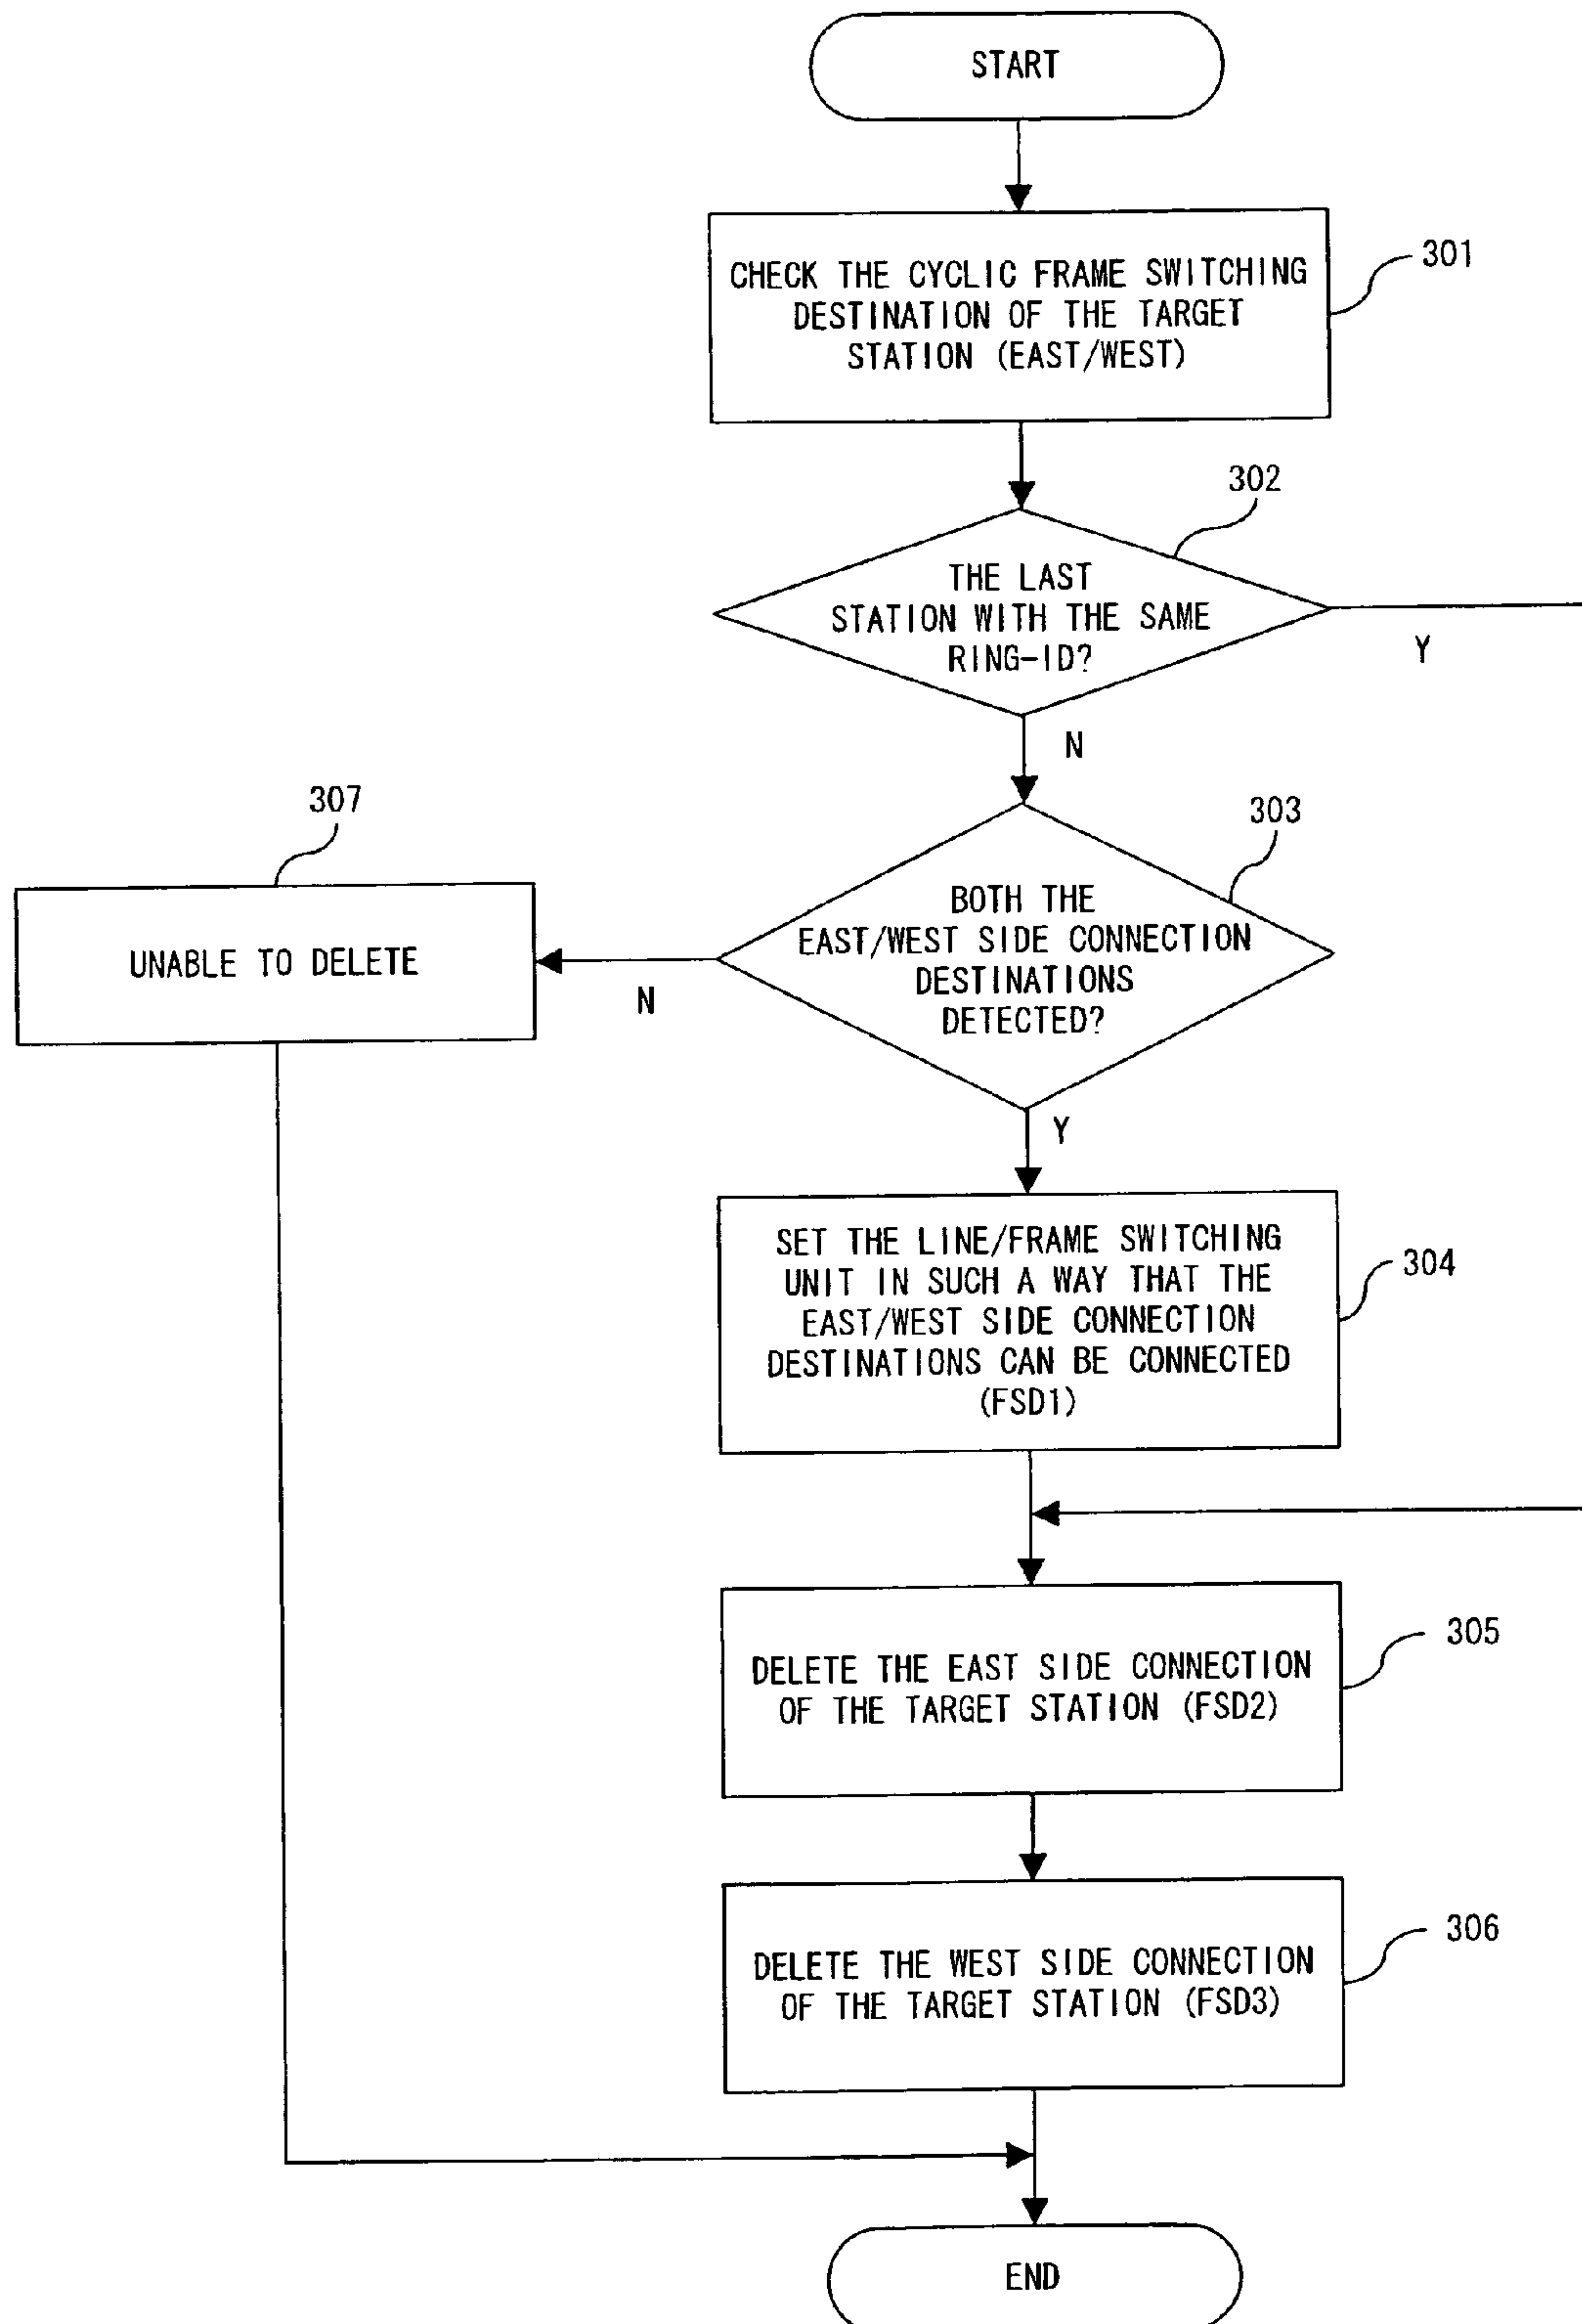 START
CHECK THE CYCLIC FRAME SWITCHING
DESTINATION OF THE TARGET
STATION (EAST/WEST)
301
302
THE LAST
STATION WITH THE SAME
RING-ID?
Y
N
307
303
UNABLE TO DELETE
BOTH THE
EAST/WEST SIDE CONNECTION
DESTINATIONS
DETECTED?
N
Y
SET THE LINE/FRAME SWITCHING
UNIT IN SUCH A WAY THAT THE
EAST/WEST SIDE CONNECTION
DESTINATIONS CAN BE CONNECTED
(FSD1)
304
DELETE THE EAST SIDE CONNECTION
OF THE TARGET STATION (FSD2)
305
DELETE THE WEST SIDE CONNECTION
OF THE TARGET STATION (FSD3)
306
END